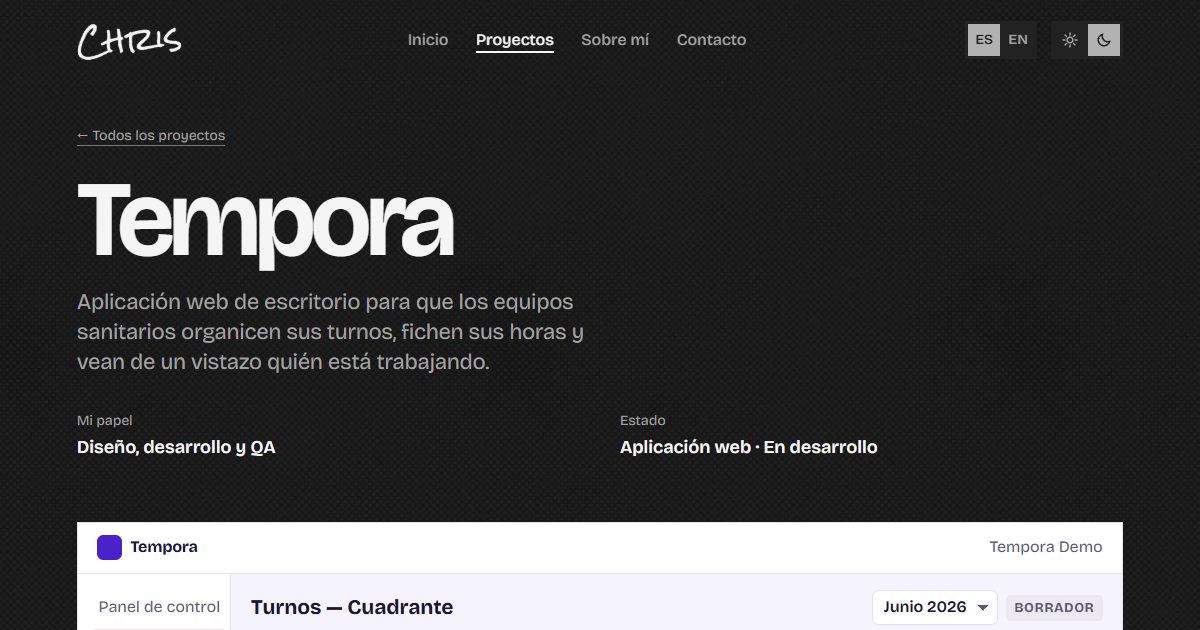 CHRIS
Inicio Proyectos Sobre mí Contacto
ES EN
← Todos los proyectos
Tempora
Aplicación web de escritorio para que los equipos
sanitarios organicen sus turnos, fichen sus horas y
vean de un vistazo quién está trabajando.
Mi papel
Diseño, desarrollo y QA
Estado
Aplicación web · En desarrollo
Tempora
Tempora Demo
Panel de control
Turnos — Cuadrante
Junio 2026
BORRADOR